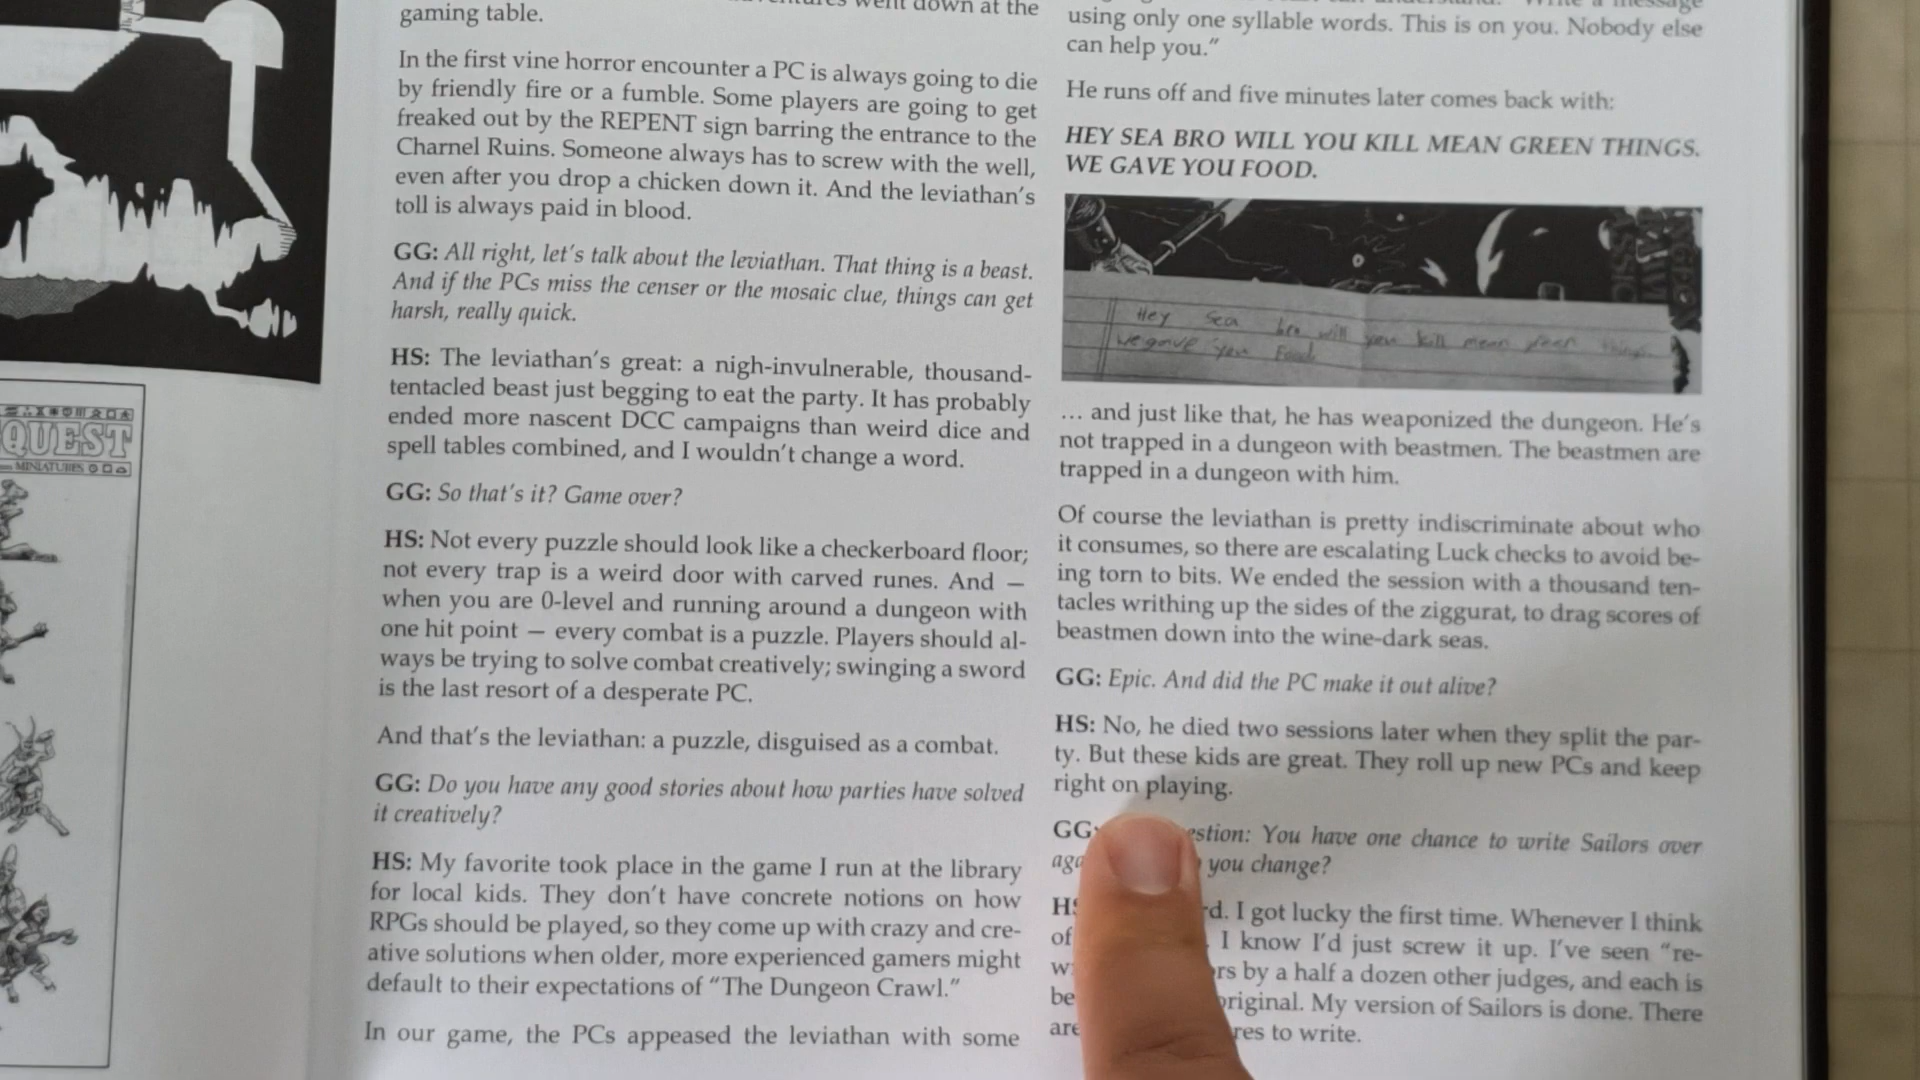 QUEST
MINIATURES
went down at the
gaming table.
In the first vine horror encounter a PC is always going to die
by friendly fire or a fumble. Some players are going to get
freaked out by the REPENT sign barring the entrance to the
Charnel Ruins. Someone always has to screw with the well,
even after you drop a chicken down it. And the leviathan's
toll is always paid in blood.
GG: All right, let's talk about the leviathan. That thing is a beast.
And if the PCs miss the censer or the mosaic clue, things can get
harsh, really quick.
HS: The leviathan's great: a nigh-invulnerable, thousand-
tentacled beast just begging to eat the party. It has probably
ended more nascent DCC campaigns than weird dice and
spell tables combined, and I wouldn't change a word.
GG: So that's it? Game over?
HS: Not every puzzle should look like a checkerboard floor;
not every trap is a weird door with carved runes. And —
when you are 0-level and running around a dungeon with
one hit point — every combat is a puzzle. Players should al-
ways be trying to solve combat creatively; swinging a sword
is the last resort of a desperate PC.
And that's the leviathan: a puzzle, disguised as a combat.
GG: Do you have any good stories about how parties have solved
it creatively?
HS: My favorite took place in the game I run at the library
for local kids. They don't have concrete notions on how
RPGs should be played, so they come up with crazy and cre-
ative solutions when older, more experienced gamers might
default to their expectations of "The Dungeon Crawl."
In our game, the PCs appeased the leviathan with some
message
using only one syllable words. This is on you. Nobody else
can help you."
He runs off and five minutes later comes back with:
HEY SEA BRO WILL YOU KILL MEAN GREEN THINGS.
WE GAVE YOU FOOD.
Hey Sea bro will you kill mean green things.
We gave you Food
... and just like that, he has weaponized the dungeon. He's
not trapped in a dungeon with beastmen. The beastmen are
trapped in a dungeon with him.
Of course the leviathan is pretty indiscriminate about who
it consumes, so there are escalating Luck checks to avoid be-
ing torn to bits. We ended the session with a thousand ten-
tacles writhing up the sides of the ziggurat, to drag scores of
beastmen down into the wine-dark seas.
GG: Epic. And did the PC make it out alive?
HS: No, he died two sessions later when they split the par-
ty. But these kids are great. They roll up new PCs and keep
right on playing.
GG: You have one chance to write Sailors over
you change?
I got lucky the first time. Whenever I think
of I know I'd just screw it up. I've seen "re-
by a half a dozen other judges, and each is
My version of Sailors is done. There
are to write.